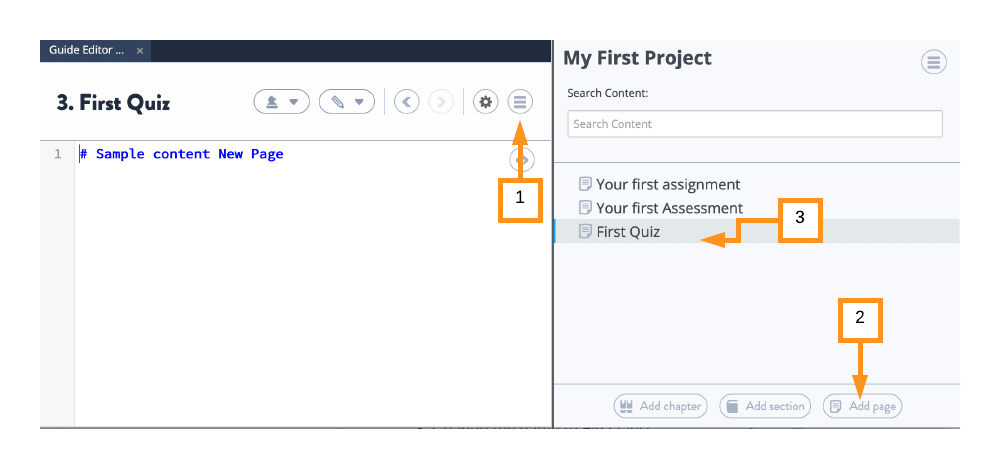 Guide Editor ... ×
3. First Quiz
1 # Sample content New Page
1
My First Project
Search Content:
Search Content
Your first assignment
Your first Assessment
First Quiz
3
2
Add chapter Add section Add page